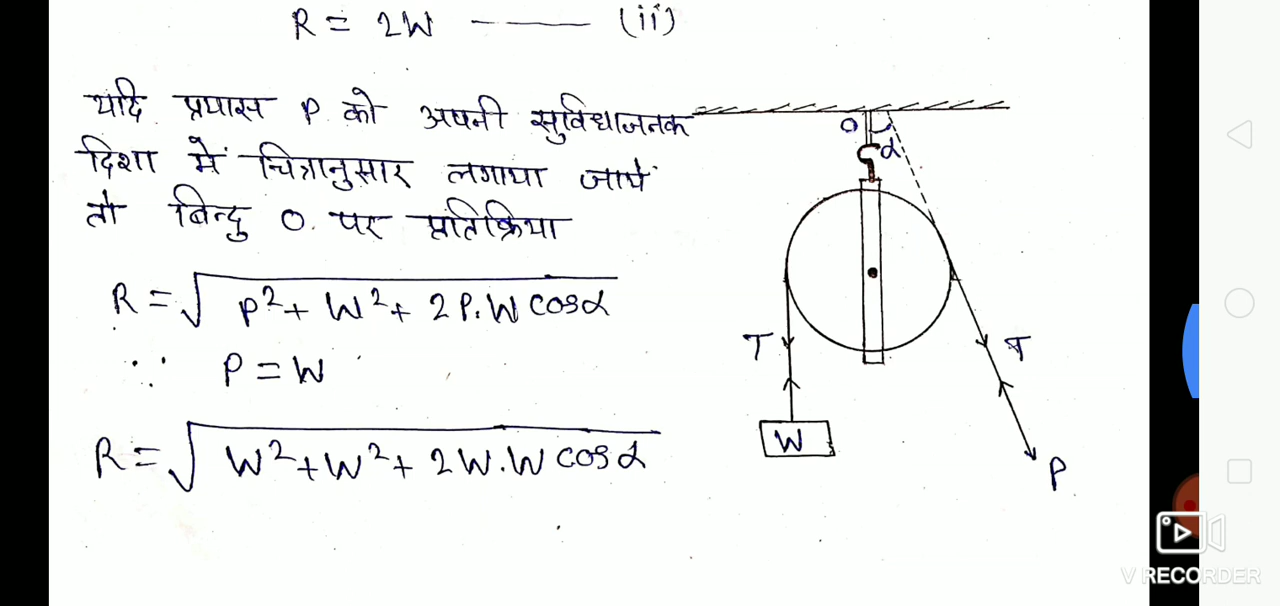 R = 2W ——— (ii)
यदि प्रयास P को अपनी सुविधाजनक
दिशा में चित्रानुसार लगाया जाये
तो बिन्दु O. पर प्रतिक्रिया
R = √(P² + W² + 2P.W cosα)
∵ P = W
R = √(W² + W² + 2W.W cosα)
O
α
T
T
W
P
V RECORDER